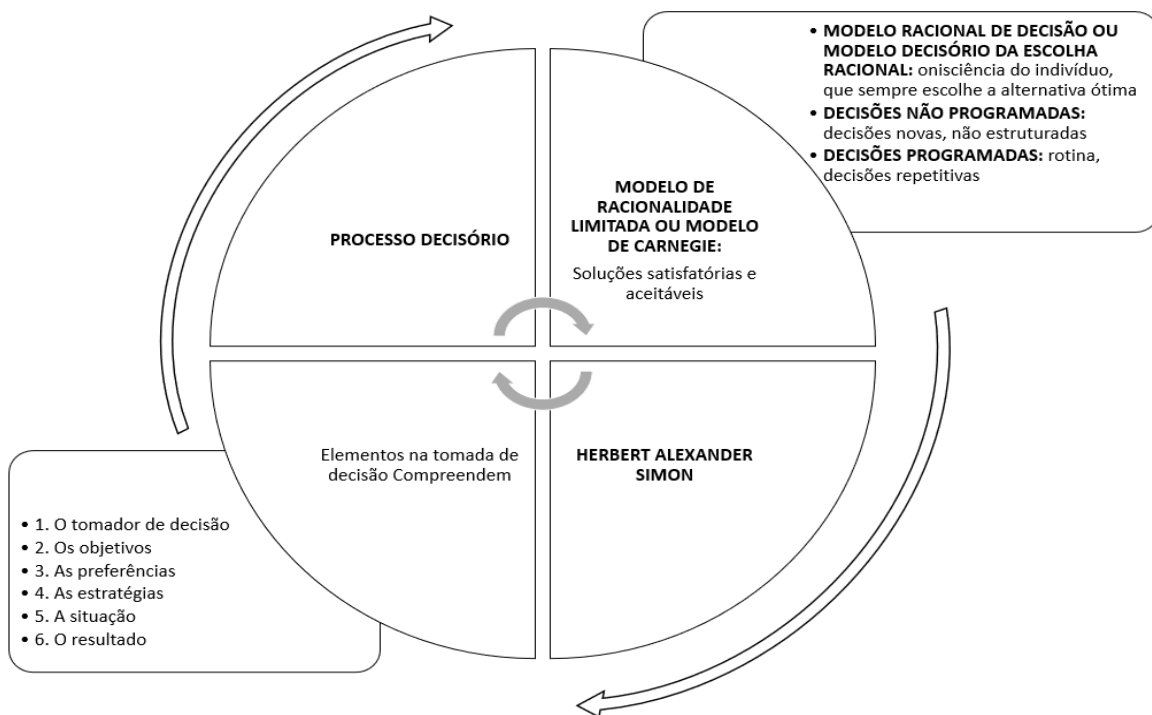 PROCESSO DECISÓRIO
MODELO DE
RACIONALIDADE
LIMITADA OU MODELO
DE CARNEGIE:
Soluções satisfatórias e
aceitáveis
• MODELO RACIONAL DE DECISÃO OU
MODELO DECISÓRIO DA ESCOLHA
RACIONAL: onisciência do indivíduo,
que sempre escolhe a alternativa ótima
• DECISÕES NÃO PROGRAMADAS:
decisões novas, não estruturadas
• DECISÕES PROGRAMADAS: rotina,
decisões repetitivas
Elementos na tomada de
decisão Compreendem
HERBERT ALEXANDER
SIMON
• 1. O tomador de decisão
• 2. Os objetivos
• 3. As preferências
• 4. As estratégias
• 5. A situação
• 6. O resultado